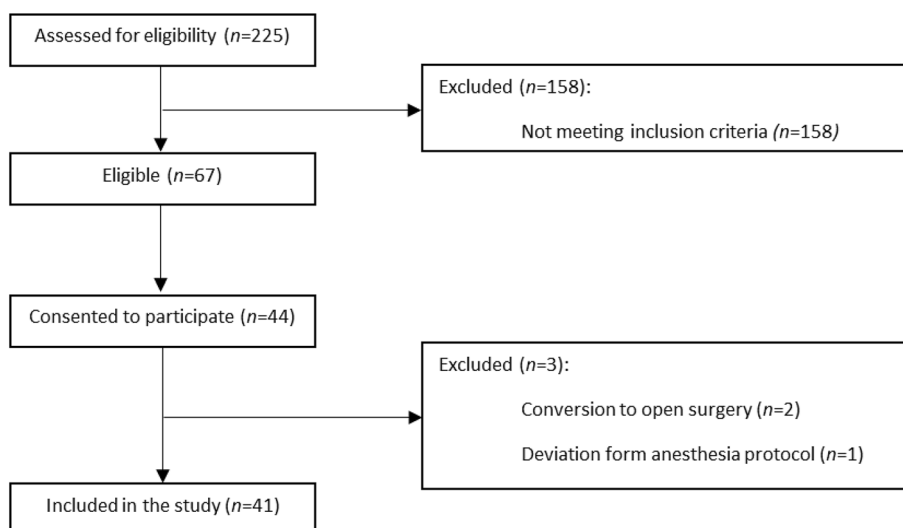 Assessed for eligibility (n=225)
Excluded (n=158):
Not meeting inclusion criteria (n=158)
Eligible (n=67)
Consented to participate (n=44)
Excluded (n=3):
Conversion to open surgery (n=2)
Deviation form anesthesia protocol (n=1)
Included in the study (n=41)